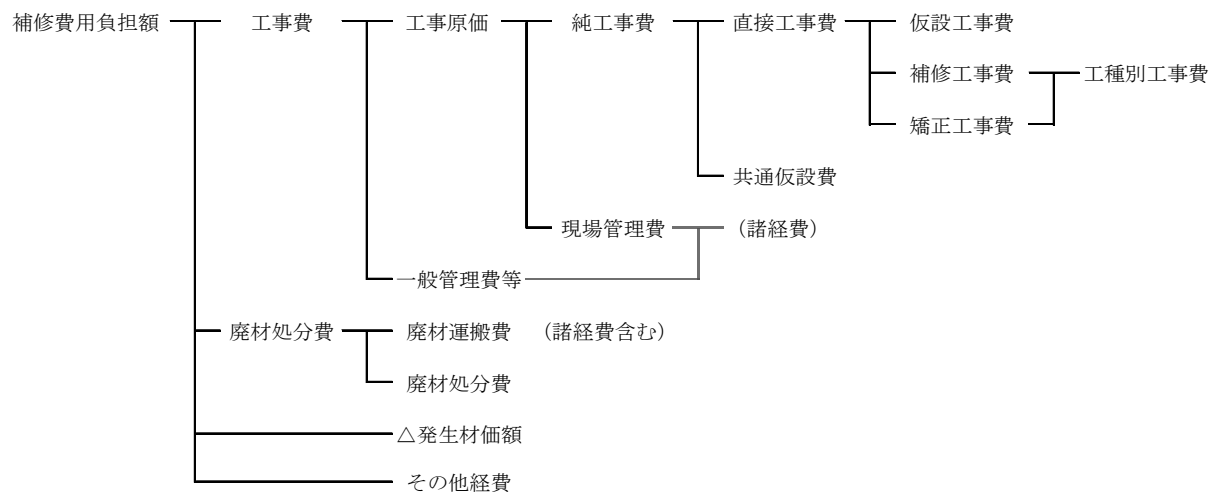 補修費用負担額 工事費 工事原価 純工事費 直接工事費 仮設工事費
補修工事費 工種別工事費
矯正工事費
共通仮設費
現場管理費 （諸経費）
一般管理費等
廃材処分費 廃材運搬費 （諸経費含む）
廃材処分費
△発生材価額
その他経費